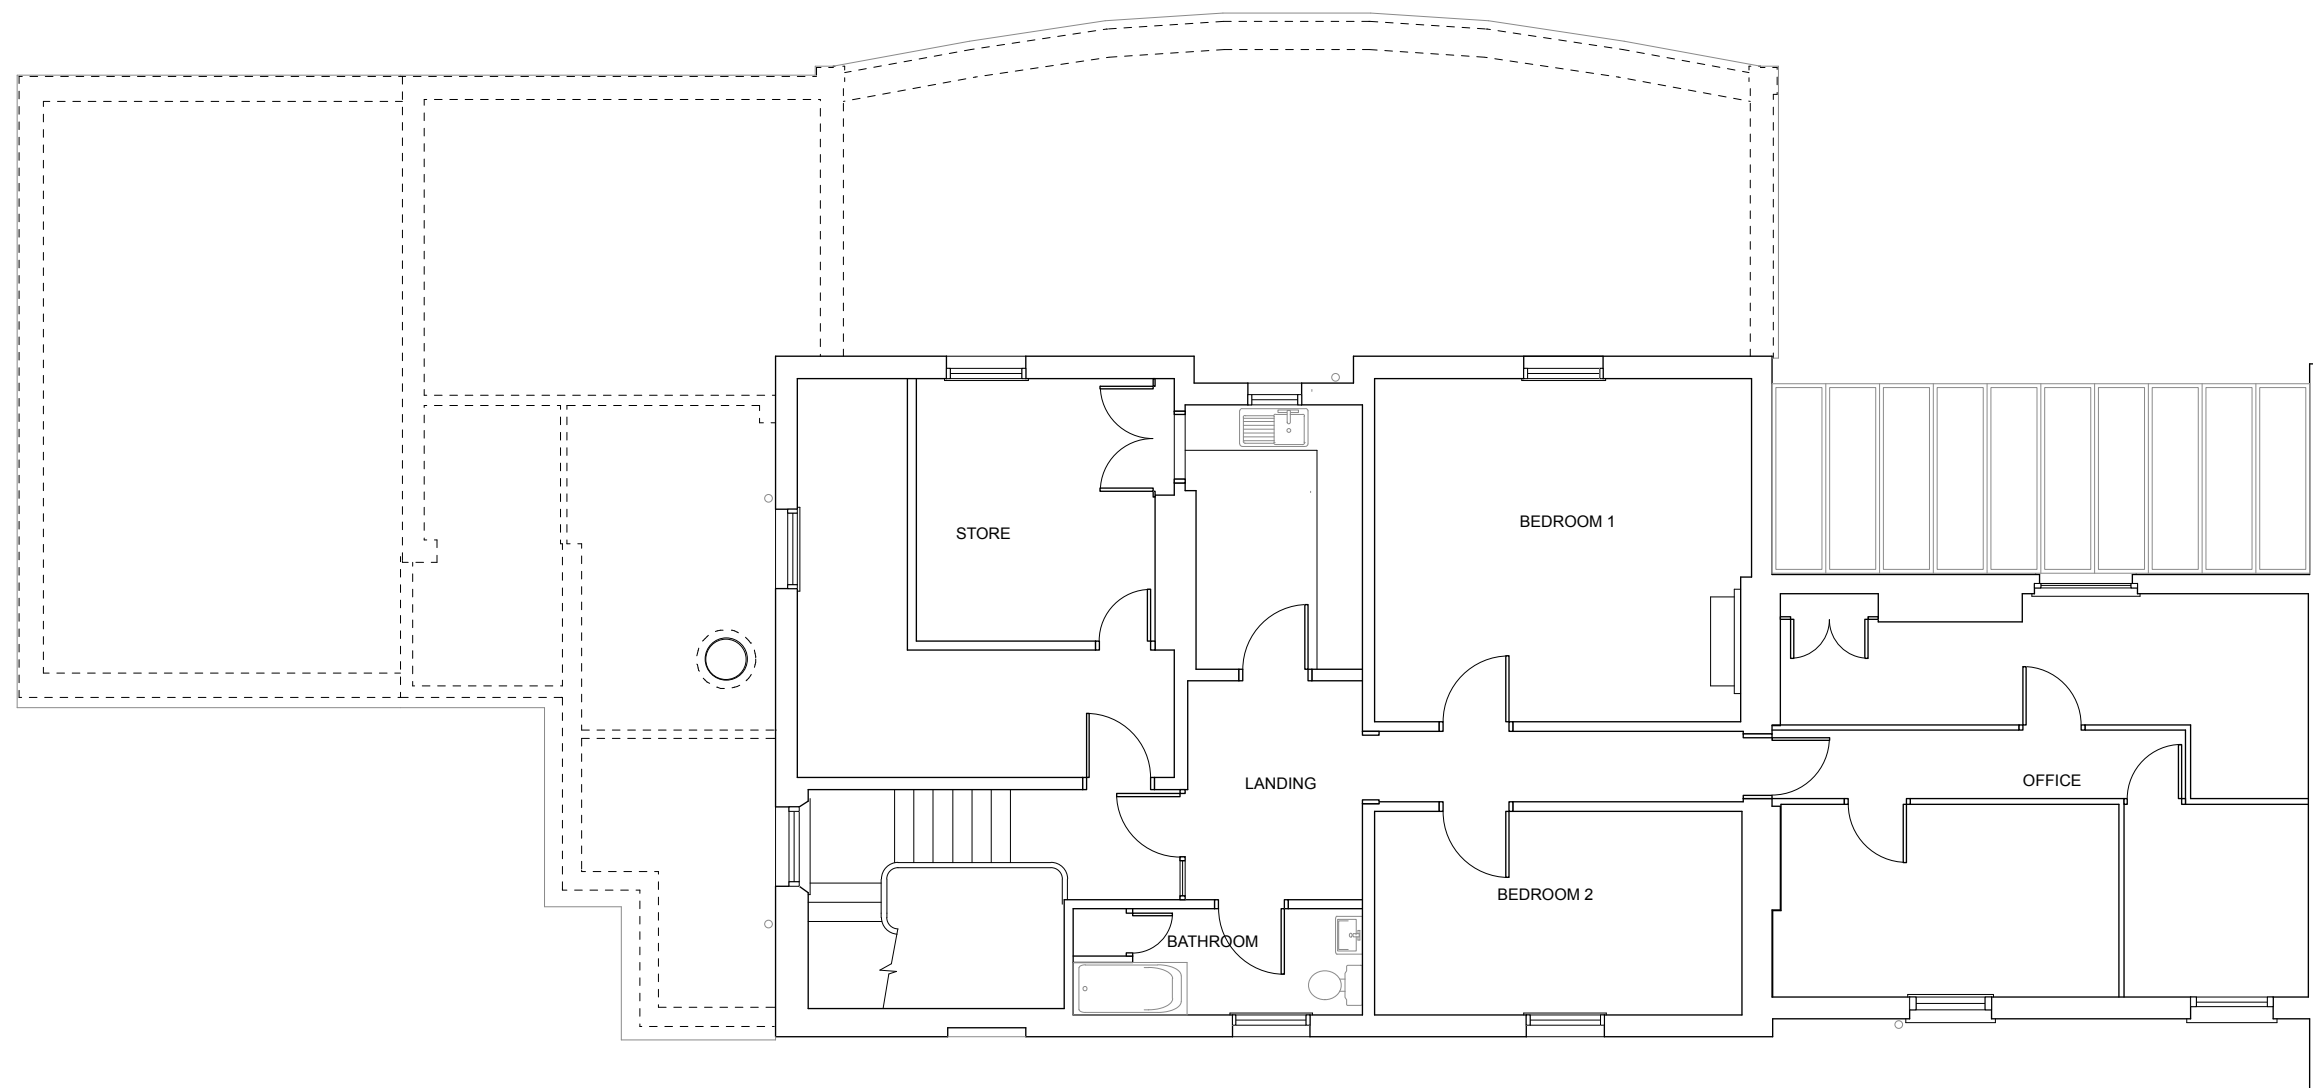 BEDROOM 1
STORE
OFFICE
LANDING
BEDROOM 2
BATHROOM